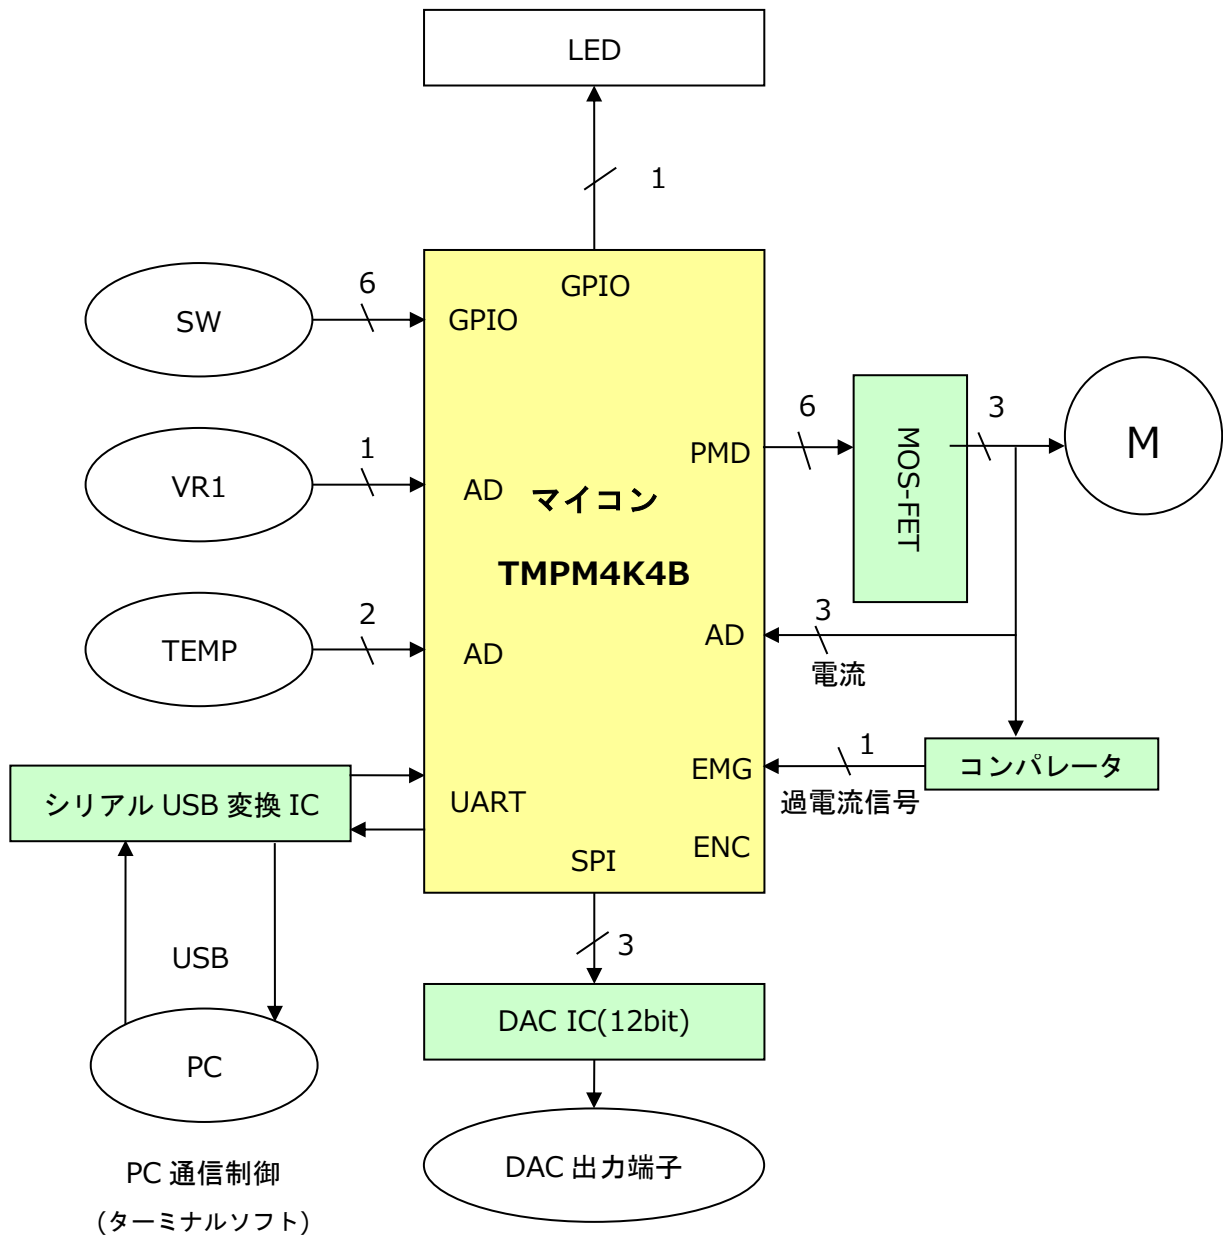 LED
1
GPIO
6
SW
GPIO
6
3
M
PMD
MOS-FET
1
VR1
AD
マイコン
TMPM4K4B
2
TEMP
AD
3
AD
電流
1
EMG
コンパレータ
過電流信号
シリアル USB 変換 IC
UART
ENC
SPI
3
USB
DAC IC(12bit)
PC
DAC 出力端子
PC 通信制御
(ターミナルソフト)